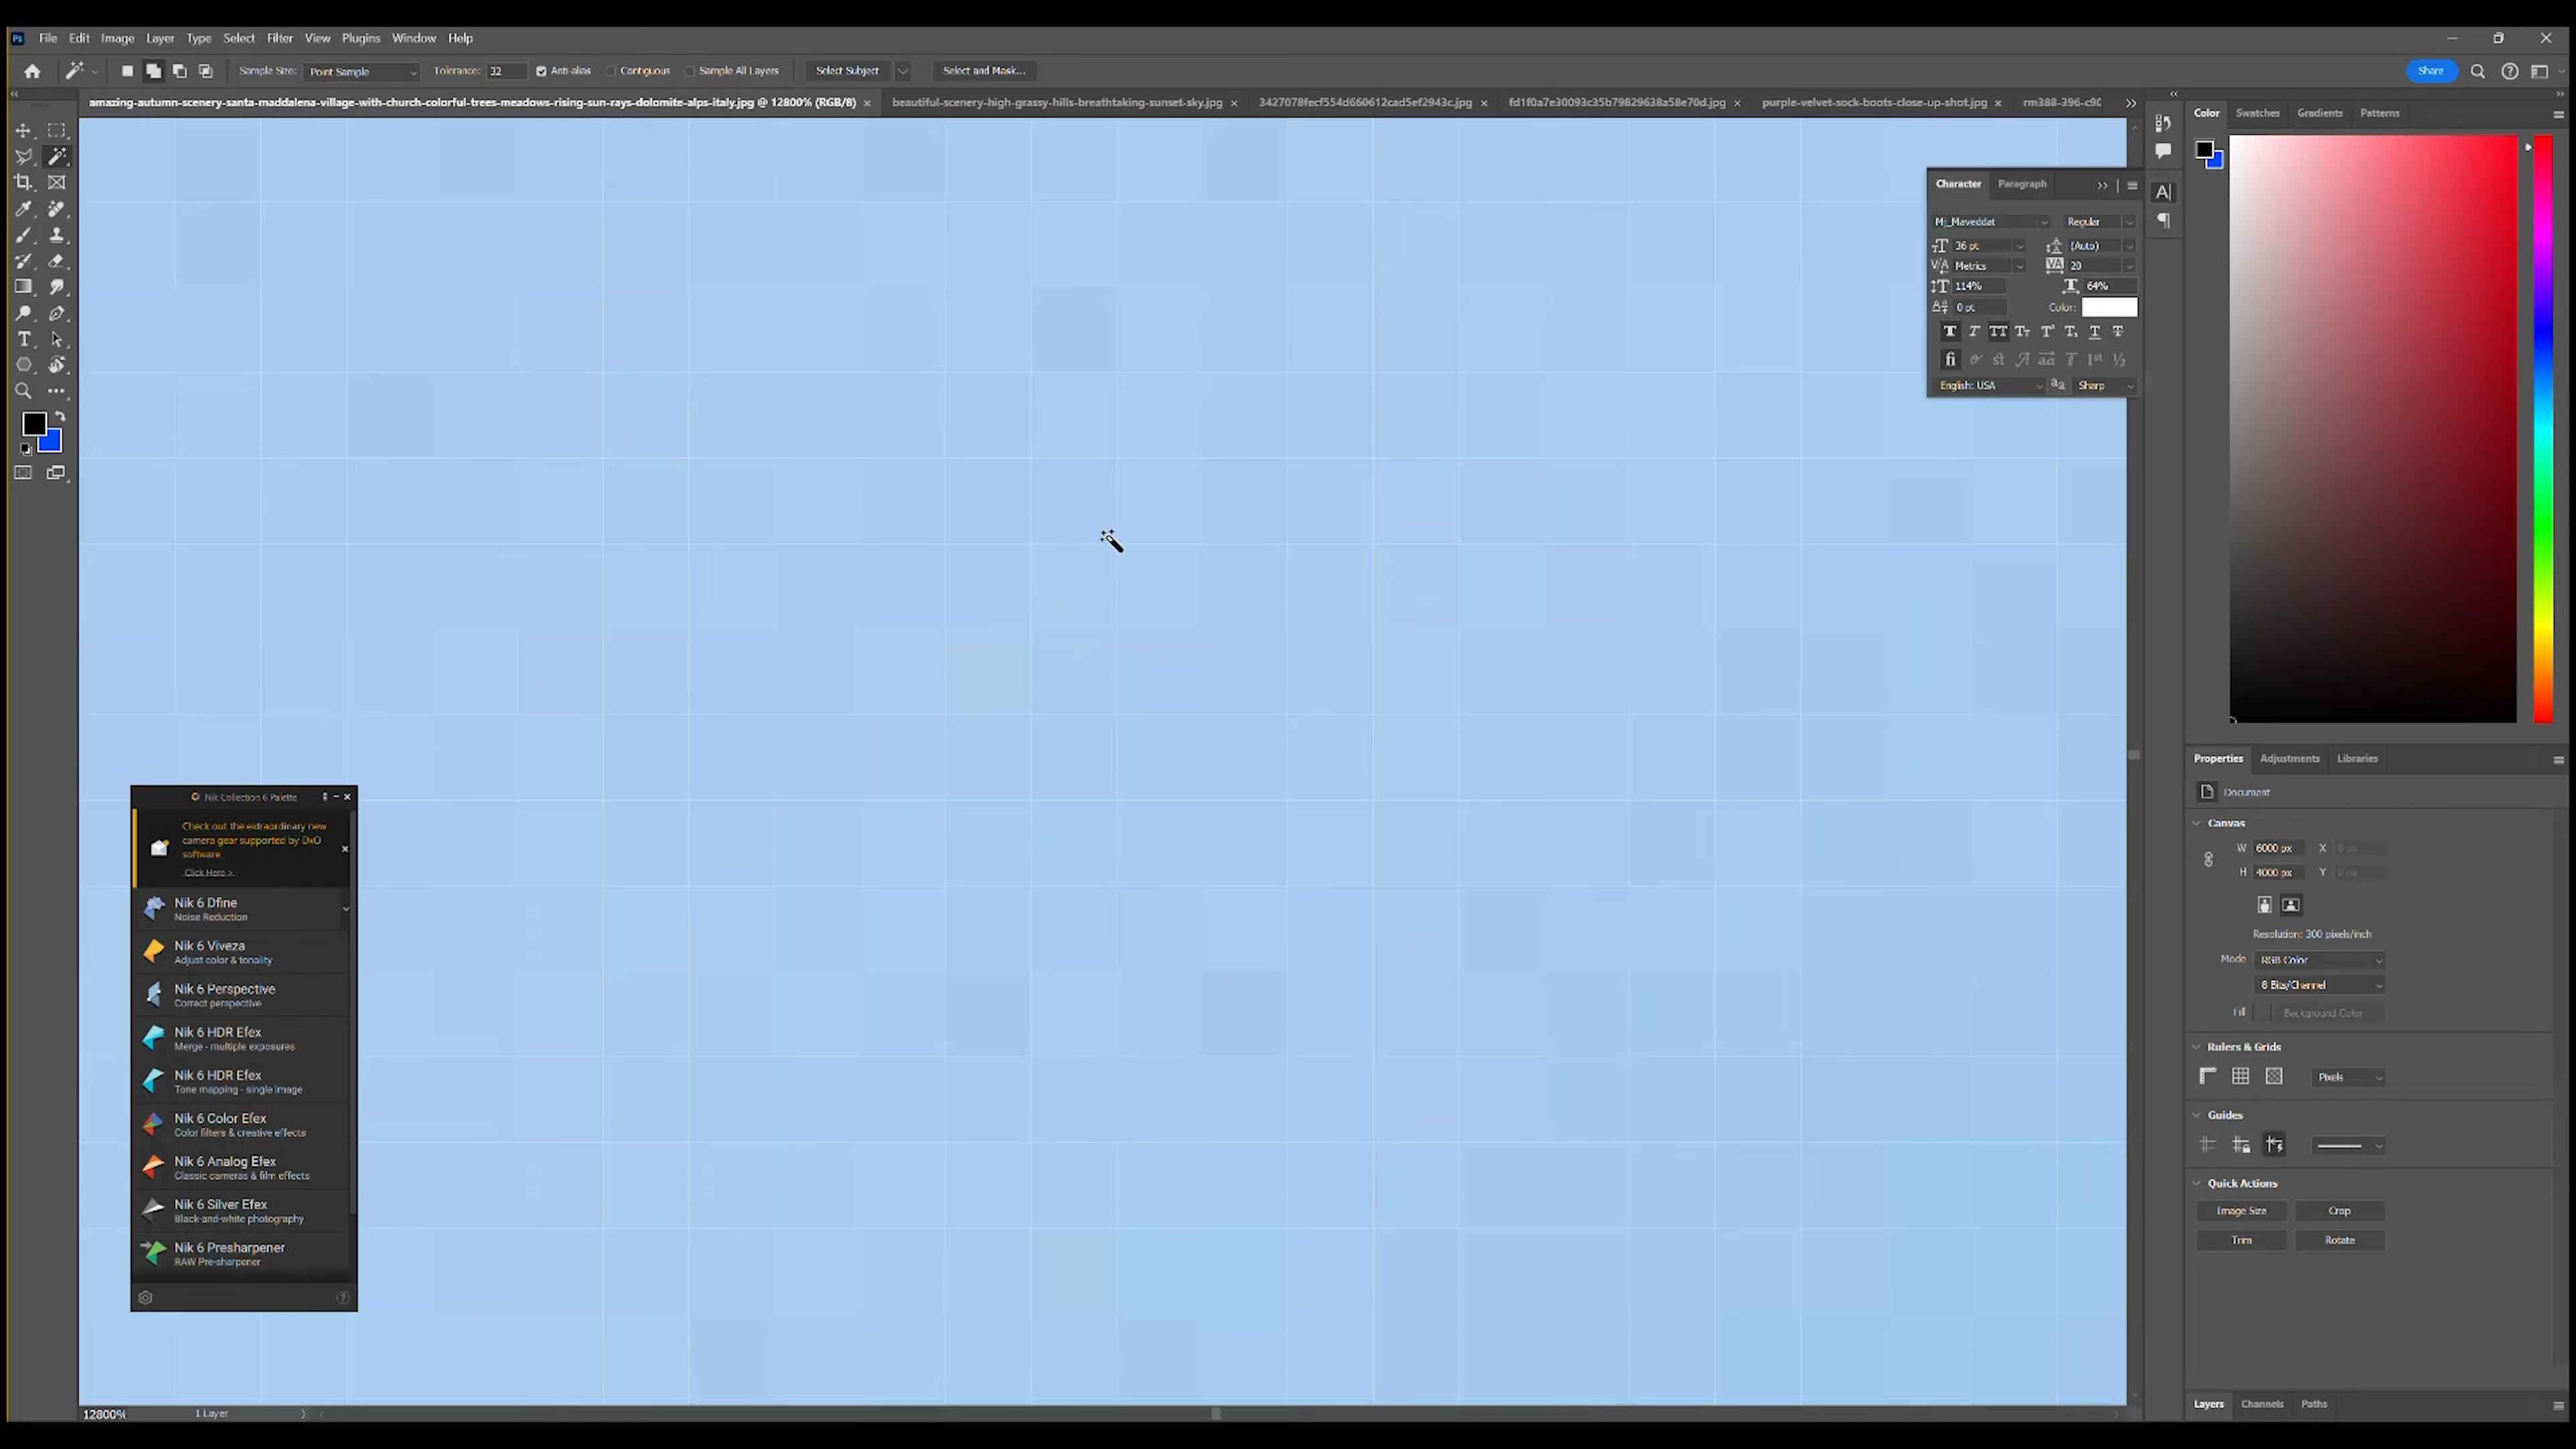 Ps File Edit Image Layer Type Select Filter View Plugins Window Help
Sample Size: Point Sample Tolerance: 32 Anti-alias Contiguous Sample All Layers Select Subject Select and Mask... Share
amazing-autumn-scenery-santa-maddalena-village-with-church-colorful-trees-meadows-rising-sun-rays-dolomite-alps-italy.jpg @ 12800% (RGB/8) beautiful-scenery-high-grassy-hills-breathtaking-sunset-sky.jpg 3427078fecf554d660612cad5ef2943c.jpg fd1f0a7e30093c35b79829638a58e70d.jpg purple-velvet-sock-boots-close-up-shot.jpg rm388-396-c90
Color Swatches Gradients Patterns
Character Paragraph
Mj_Maveddat Regular
36 pt (Auto)
Metrics 20
114% 64%
0 pt Color:
English: USA Sharp
Nik Collection 6 Palette
Check out the extraordinary new
camera gear supported by DxO
software.
Click Here >
Nik 6 Dfine
Noise Reduction
Nik 6 Viveza
Adjust color & tonality
Nik 6 Perspective
Correct perspective
Nik 6 HDR Efex
Merge - multiple exposures
Nik 6 HDR Efex
Tone mapping - single image
Nik 6 Color Efex
Color filters & creative effects
Nik 6 Analog Efex
Classic cameras & film effects
Nik 6 Silver Efex
Black-and-white photography
Nik 6 Presharpener
RAW Pre-sharpener
Properties Adjustments Libraries
Document
Canvas
W 6000 px X 0 px
H 4000 px Y 0 px
Resolution: 300 pixels/inch
Mode RGB Color
8 Bits/Channel
Fill Background Color
Rulers & Grids
Pixels
Guides
Quick Actions
Image Size Crop
Trim Rotate
Layers Channels Paths
12800% 1 Layer